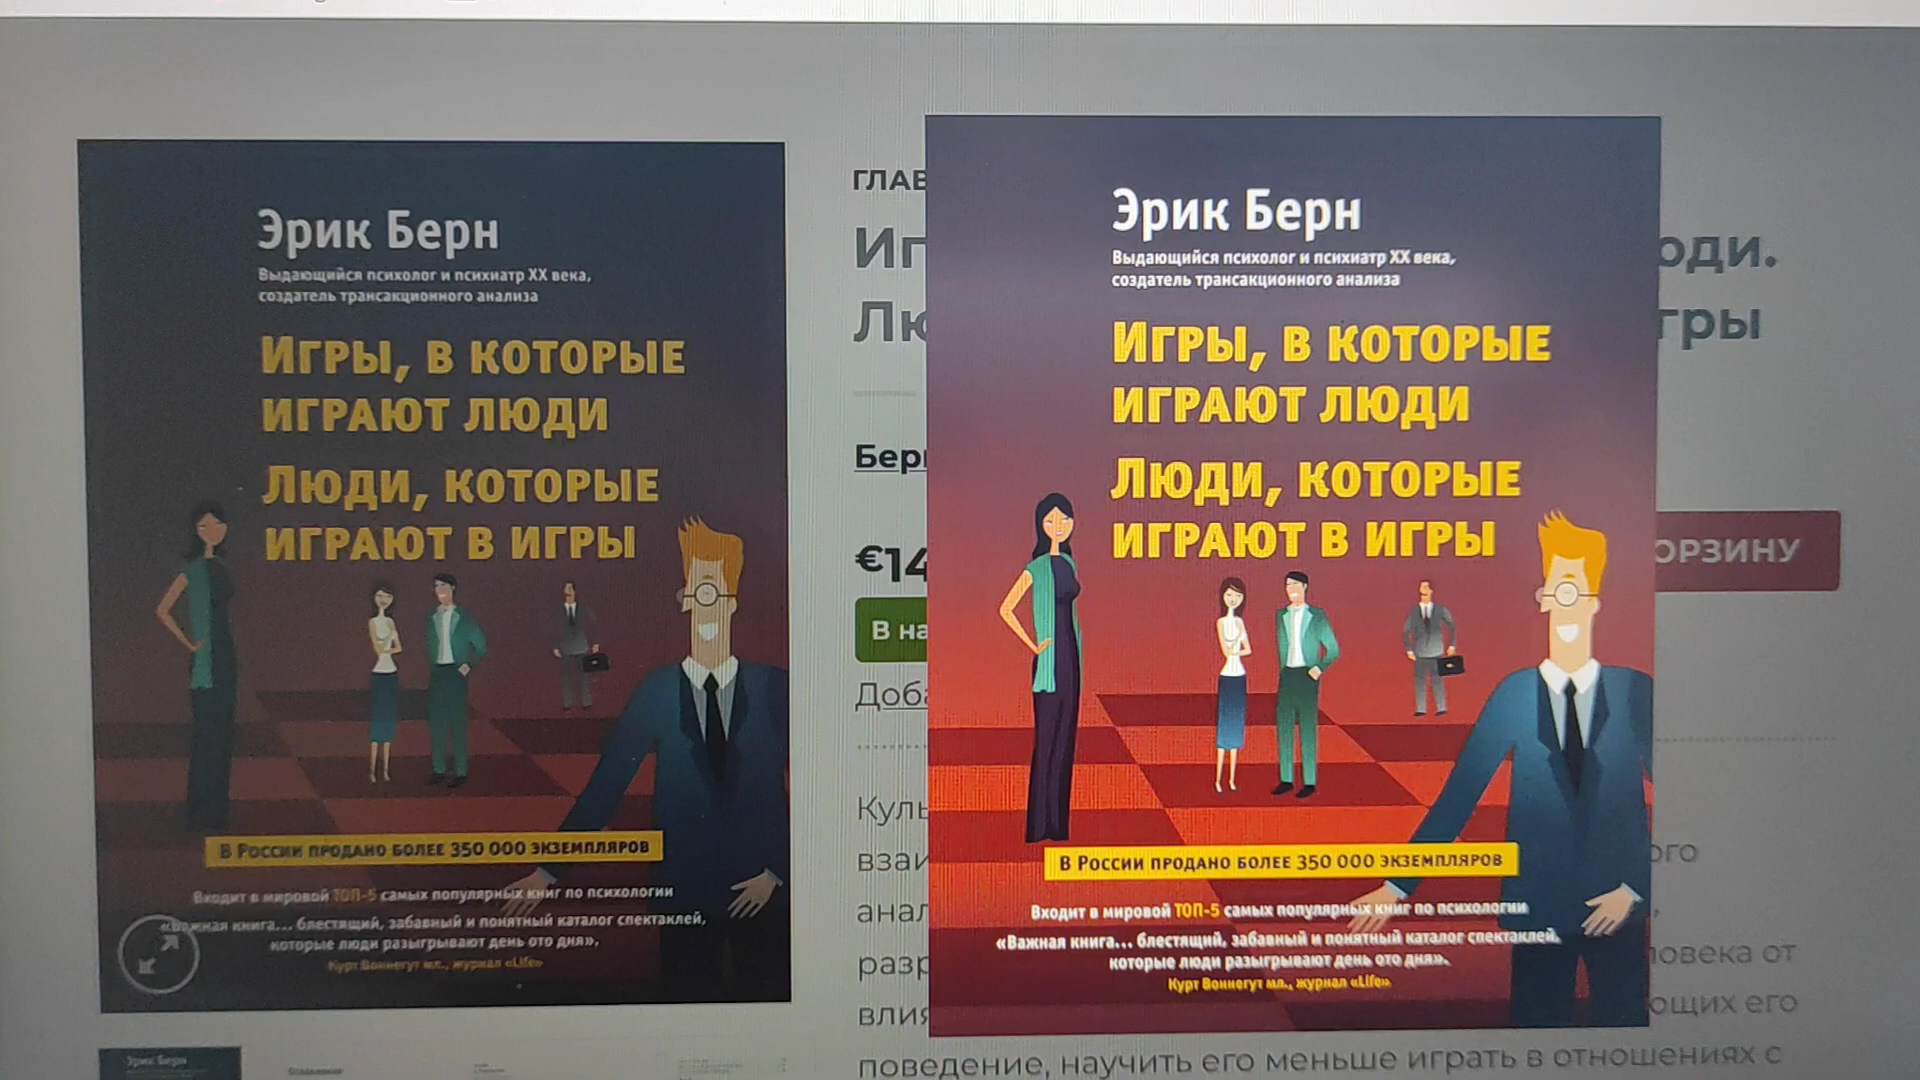 Эрик Берн
Выдающийся психолог и психиатр XX века,
создатель трансакционного анализа
Игры, в которые
играют люди
Люди, которые
играют в игры
В России продано более 350 000 экземпляров
Входит в мировой ТОП-5 самых популярных книг по психологии
«Важная книга... блестящий, забавный и понятный каталог спектаклей,
которые люди разыгрывают день ото дня».
Курт Воннегут мл., журнал «Life»
Эрик Берн
ГЛАВ
Иг
Лю
Берн
€14
В на
Доба
Куль
взаи
анал
разр
влия
поведение, научить его меньше играть в отношениях с
Эрик Берн
Выдающийся психолог и психиатр XX века,
создатель трансакционного анализа
Игры, в которые
играют люди
Люди, которые
играют в игры
В России продано более 350 000 экземпляров
Входит в мировой ТОП-5 самых популярных книг по психологии
«Важная книга... блестящий, забавный и понятный каталог спектаклей,
которые люди разыгрывают день ото дня».
Курт Воннегут мл., журнал «Life»
юди.
гры
ОРЗИНУ
ого
ловека от
ющих его